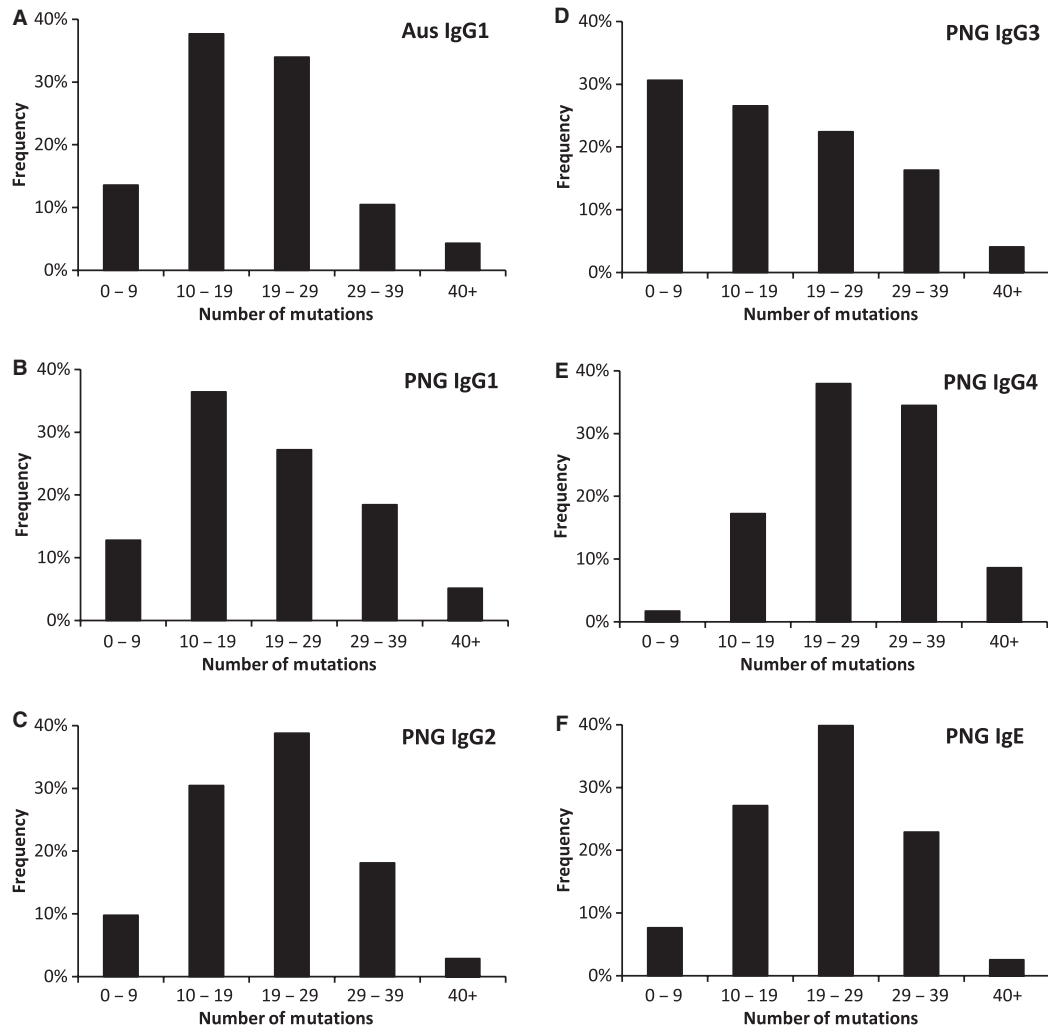 A
Aus IgG1
40%
30%
20%
10%
0%
Frequency
0 – 9 10 – 19 19 – 29 29 – 39 40+
Number of mutations
B
PNG IgG1
40%
30%
20%
10%
0%
Frequency
0 – 9 10 – 19 19 – 29 29 – 39 40+
Number of mutations
C
PNG IgG2
40%
30%
20%
10%
0%
Frequency
0 – 9 10 – 19 19 – 29 29 – 39 40+
Number of mutations
D
PNG IgG3
40%
30%
20%
10%
0%
Frequency
0 – 9 10 – 19 19 – 29 29 – 39 40+
Number of mutations
E
PNG IgG4
40%
30%
20%
10%
0%
Frequency
0 – 9 10 – 19 19 – 29 29 – 39 40+
Number of mutations
F
PNG IgE
40%
30%
20%
10%
0%
Frequency
0 – 9 10 – 19 19 – 29 29 – 39 40+
Number of mutations